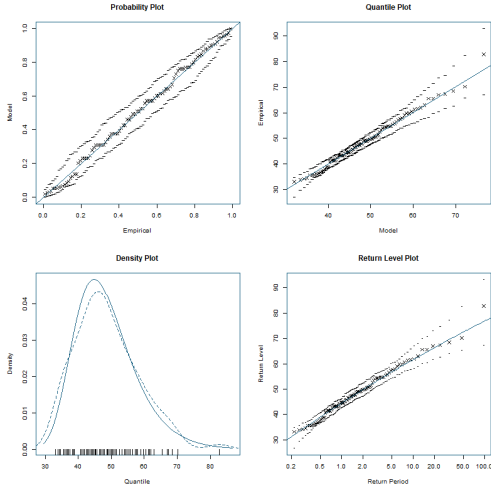 Probability Plot
Model
0.0 0.2 0.4 0.6 0.8 1.0
0.0 0.2 0.4 0.6 0.8 1.0
Empirical
Quantile Plot
Empirical
30 40 50 60 70 80 90
40 50 60 70
Model
Density Plot
Density
0.00 0.01 0.02 0.03 0.04
30 40 50 60 70 80
Quantile
Return Level Plot
Return Level
30 40 50 60 70 80 90
0.2 0.5 1.0 2.0 5.0 10.0 20.0 50.0 100.0
Return Period